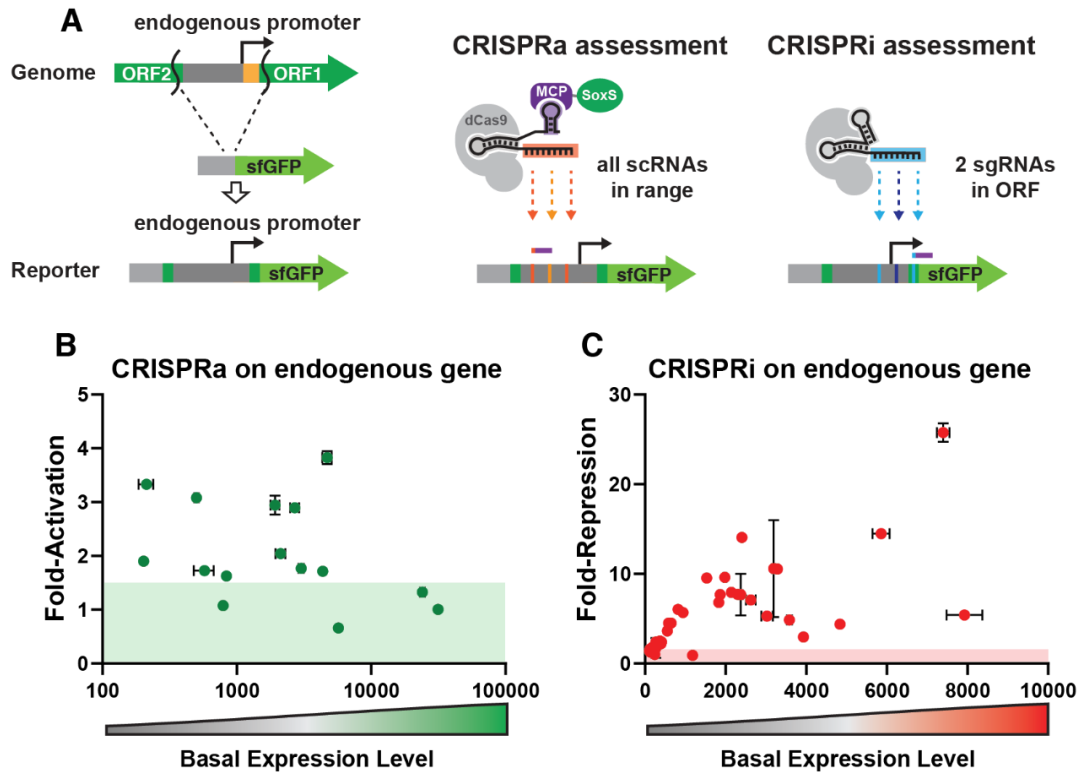 A
endogenous promoter
Genome
ORF2
ORF1
sfGFP
endogenous promoter
Reporter
sfGFP
CRISPRa assessment
MCP
SoxS
dCas9
all scRNAs
in range
sfGFP
CRISPRi assessment
2 sgRNAs
in ORF
sfGFP
B
CRISPRa on endogenous gene
Fold-Activation
5
4
3
2
1
0
100
1000
10000
100000
Basal Expression Level
C
CRISPRi on endogenous gene
Fold-Repression
30
20
10
0
0
2000
4000
6000
8000
10000
Basal Expression Level